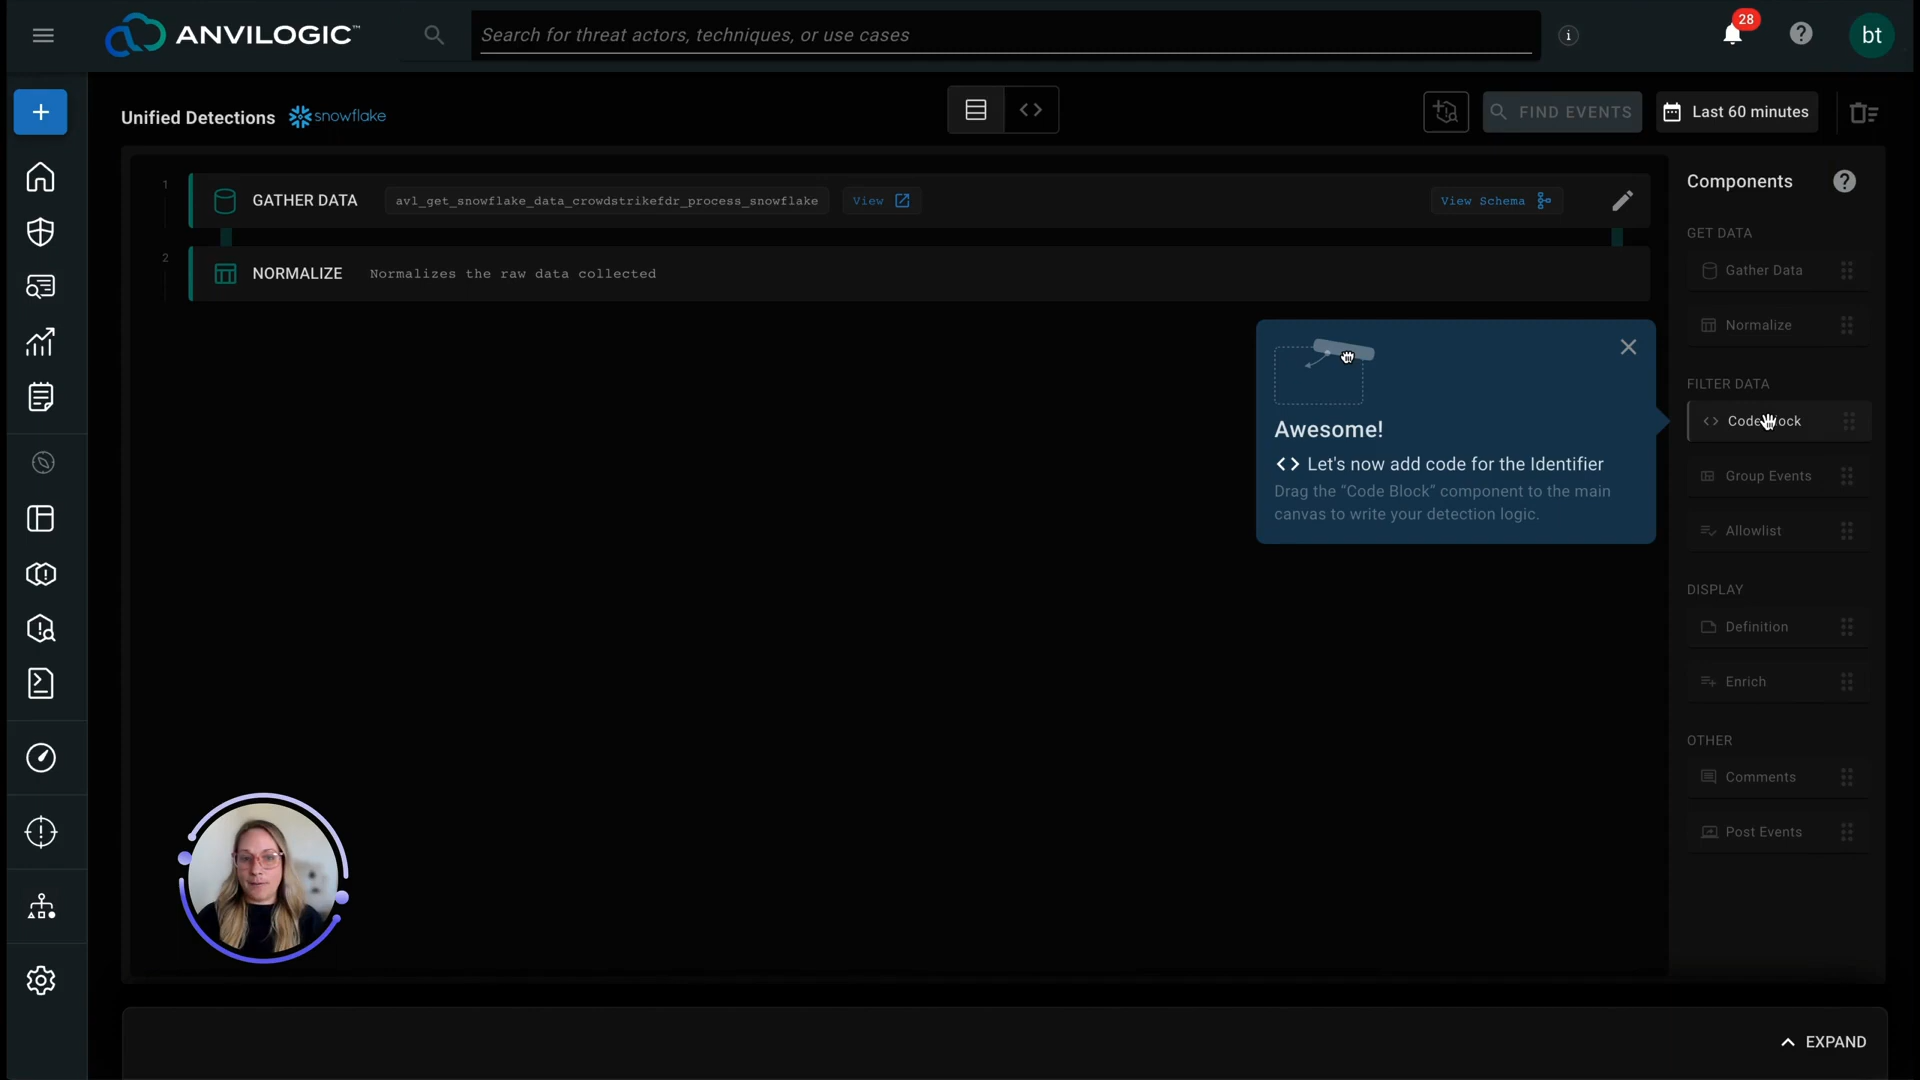 ANVILOGIC™
Search for threat actors, techniques, or use cases
28
bt
Unified Detections
snowflake
FIND EVENTS
Last 60 minutes
1
GATHER DATA
avl_get_snowflake_data_crowdstrikefdr_process_snowflake
View
View Schema
2
NORMALIZE
Normalizes the raw data collected
Awesome!
<> Let's now add code for the Identifier
Drag the “Code Block” component to the main
canvas to write your detection logic.
Components
GET DATA
Gather Data
Normalize
FILTER DATA
Code Block
Group Events
Allowlist
DISPLAY
Definition
Enrich
OTHER
Comments
Post Events
EXPAND